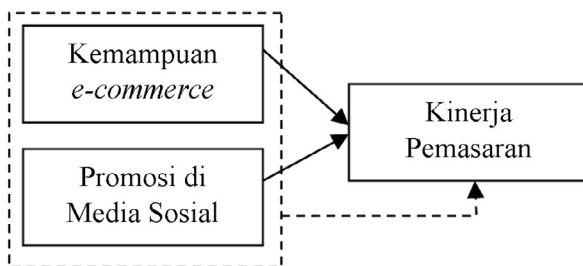 Kemampuan
e-commerce
Kinerja
Pemasaran
Promosi di
Media Sosial